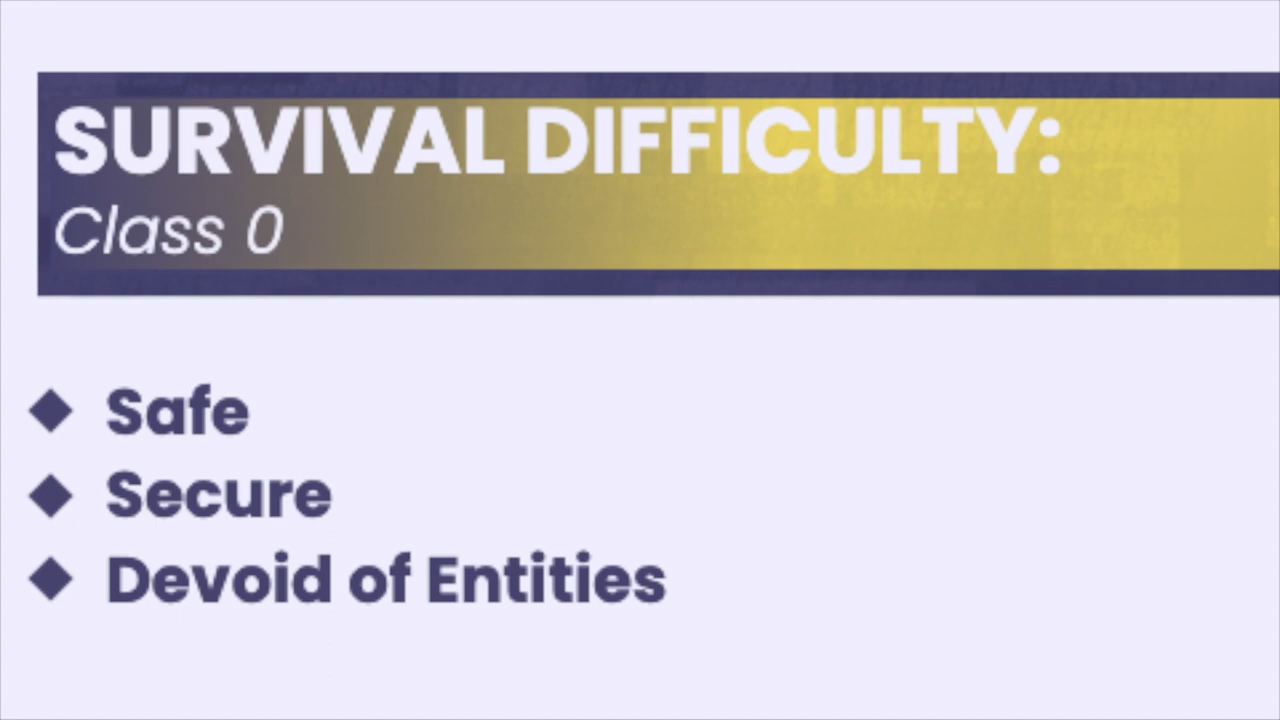 SURVIVAL DIFFICULTY:
Class 0
Safe
Secure
Devoid of Entities